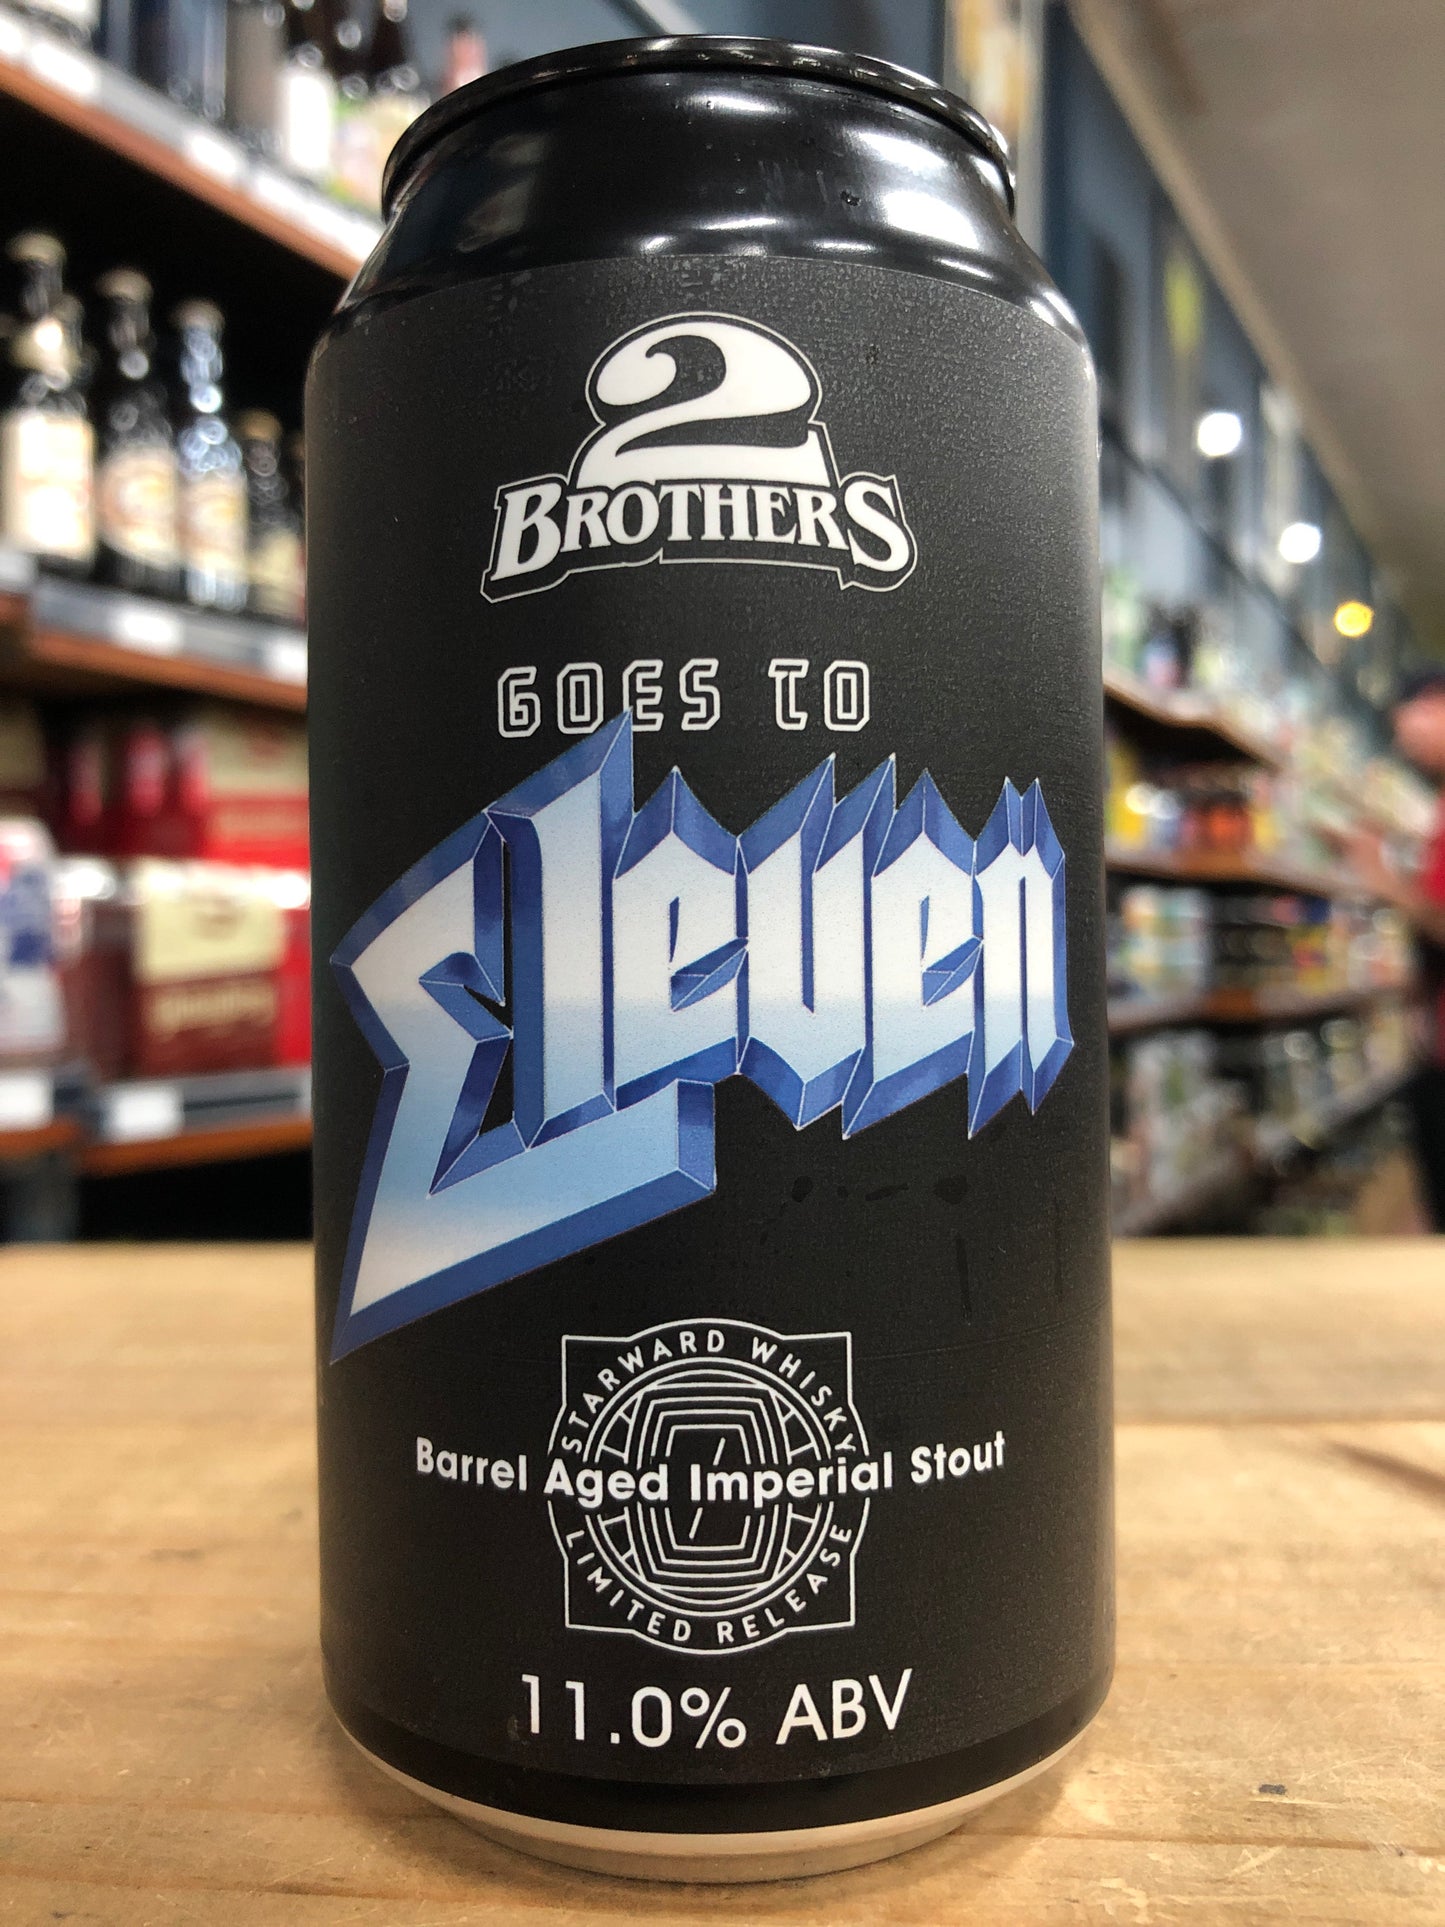 2
BROTHERS
GOES TO
Eleven
STARWARD WHISKY
Barrel Aged Imperial Stout
LIMITED RELEASE
11.0% ABV